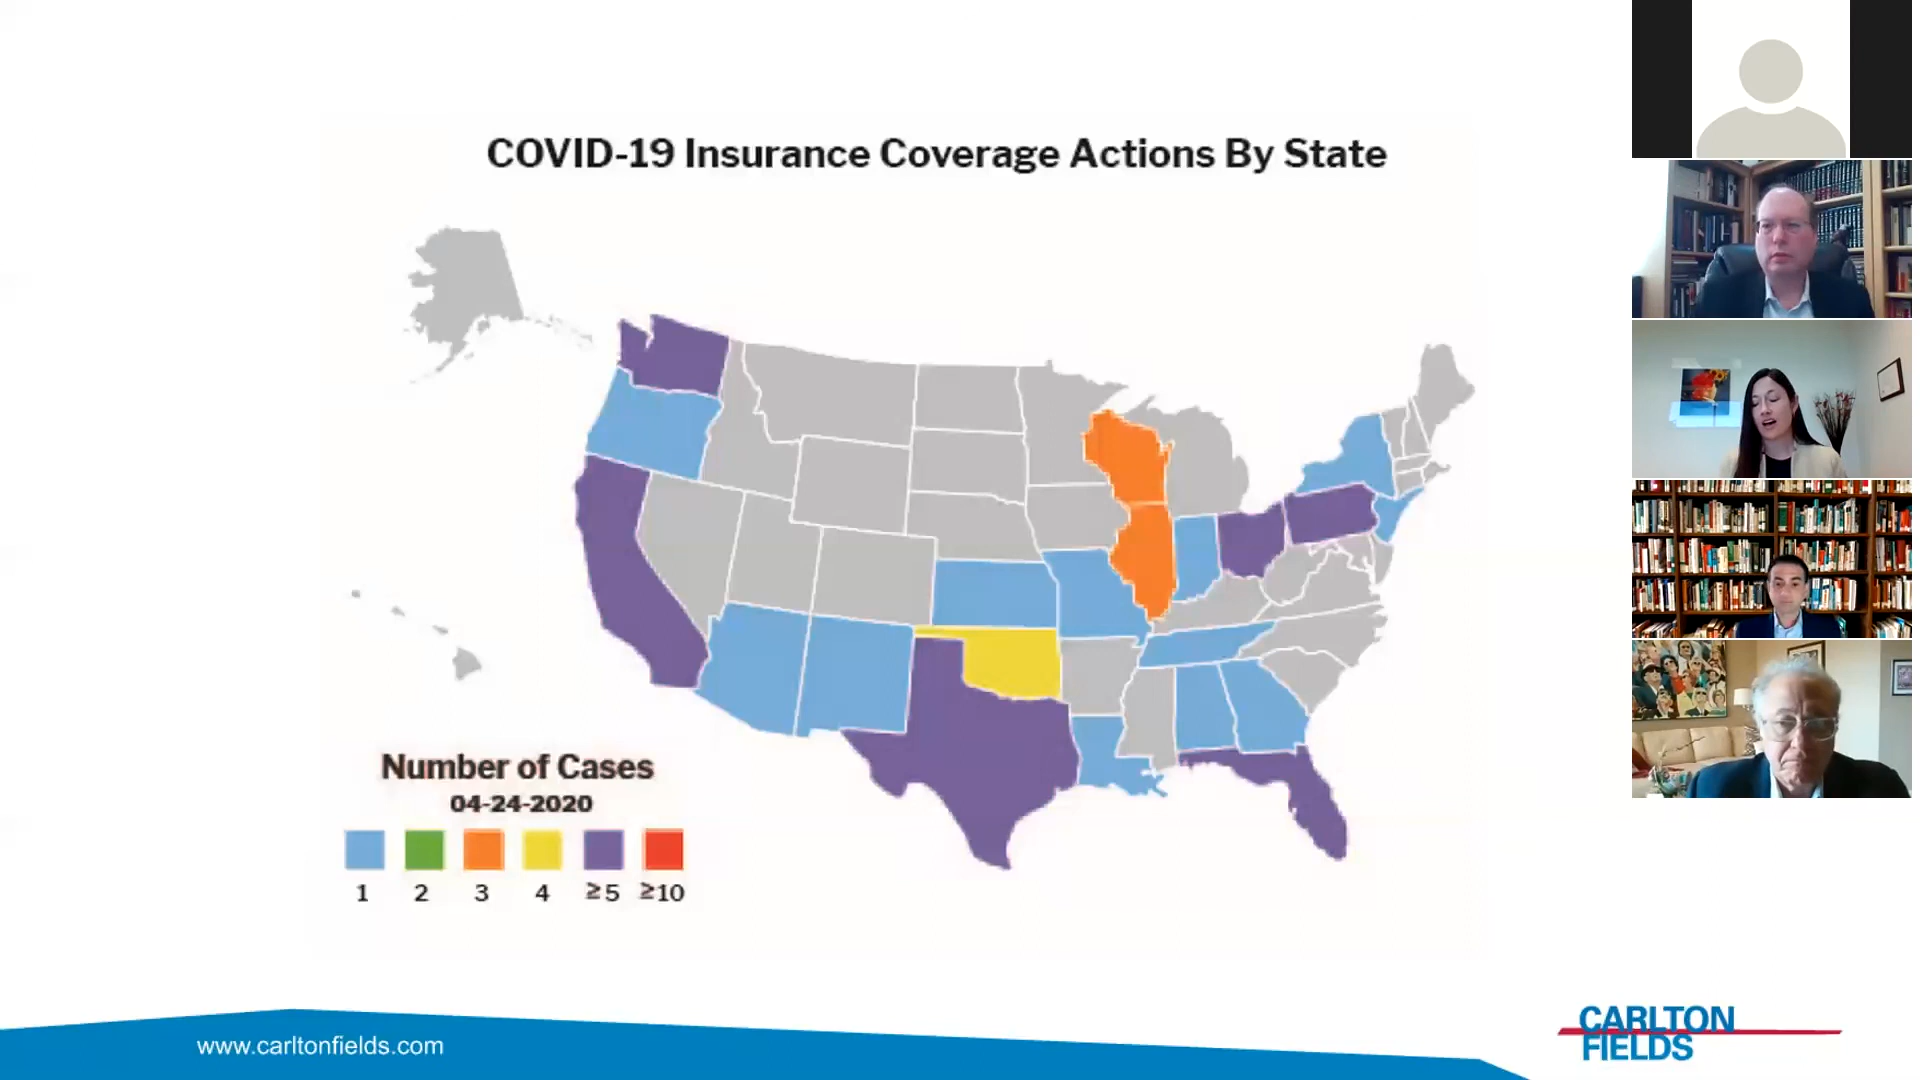 COVID-19 Insurance Coverage Actions By State
Number of Cases
04-24-2020
1 2 3 4 ≥5 ≥10
www.carltonfields.com
CARLTON
FIELDS